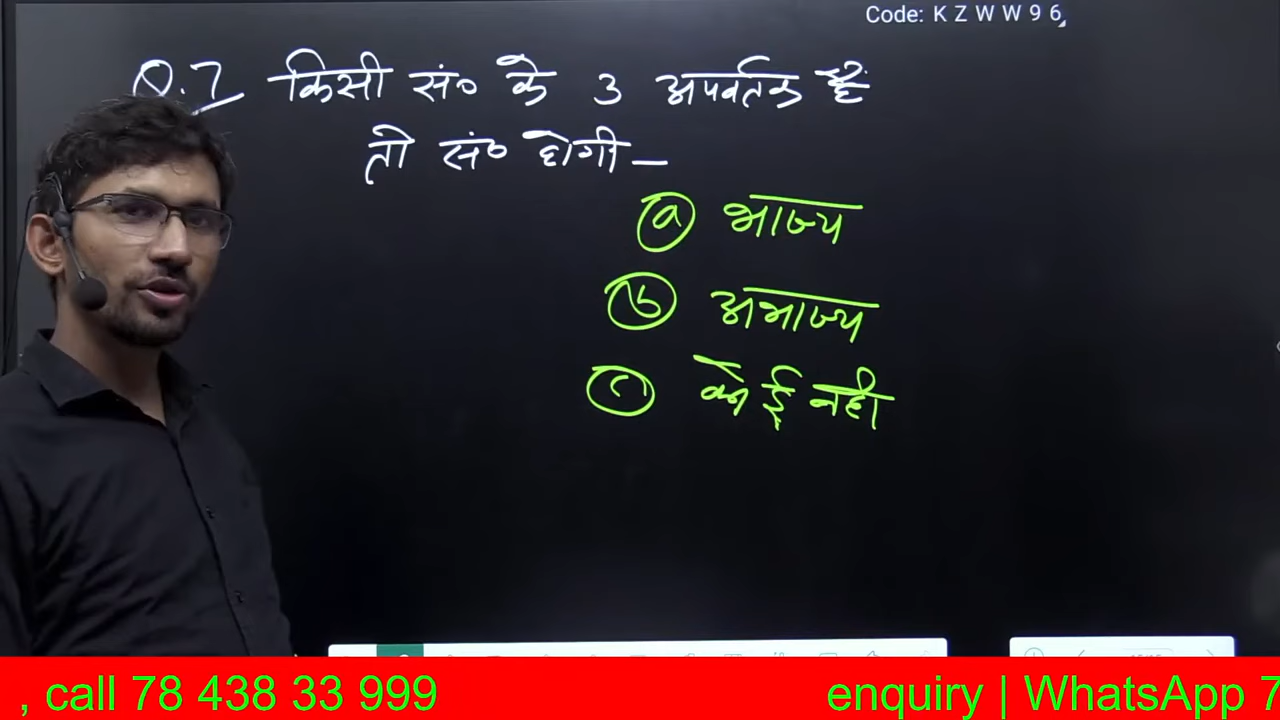 Code: K Z W W 9 6
Q.7 किसी सं० के 3 अपवर्तक हैं
तो सं० होगी –
(a) भाज्य
(b) अभाज्य
(c) कोई नही
, call 78 438 33 999 enquiry | WhatsApp 7